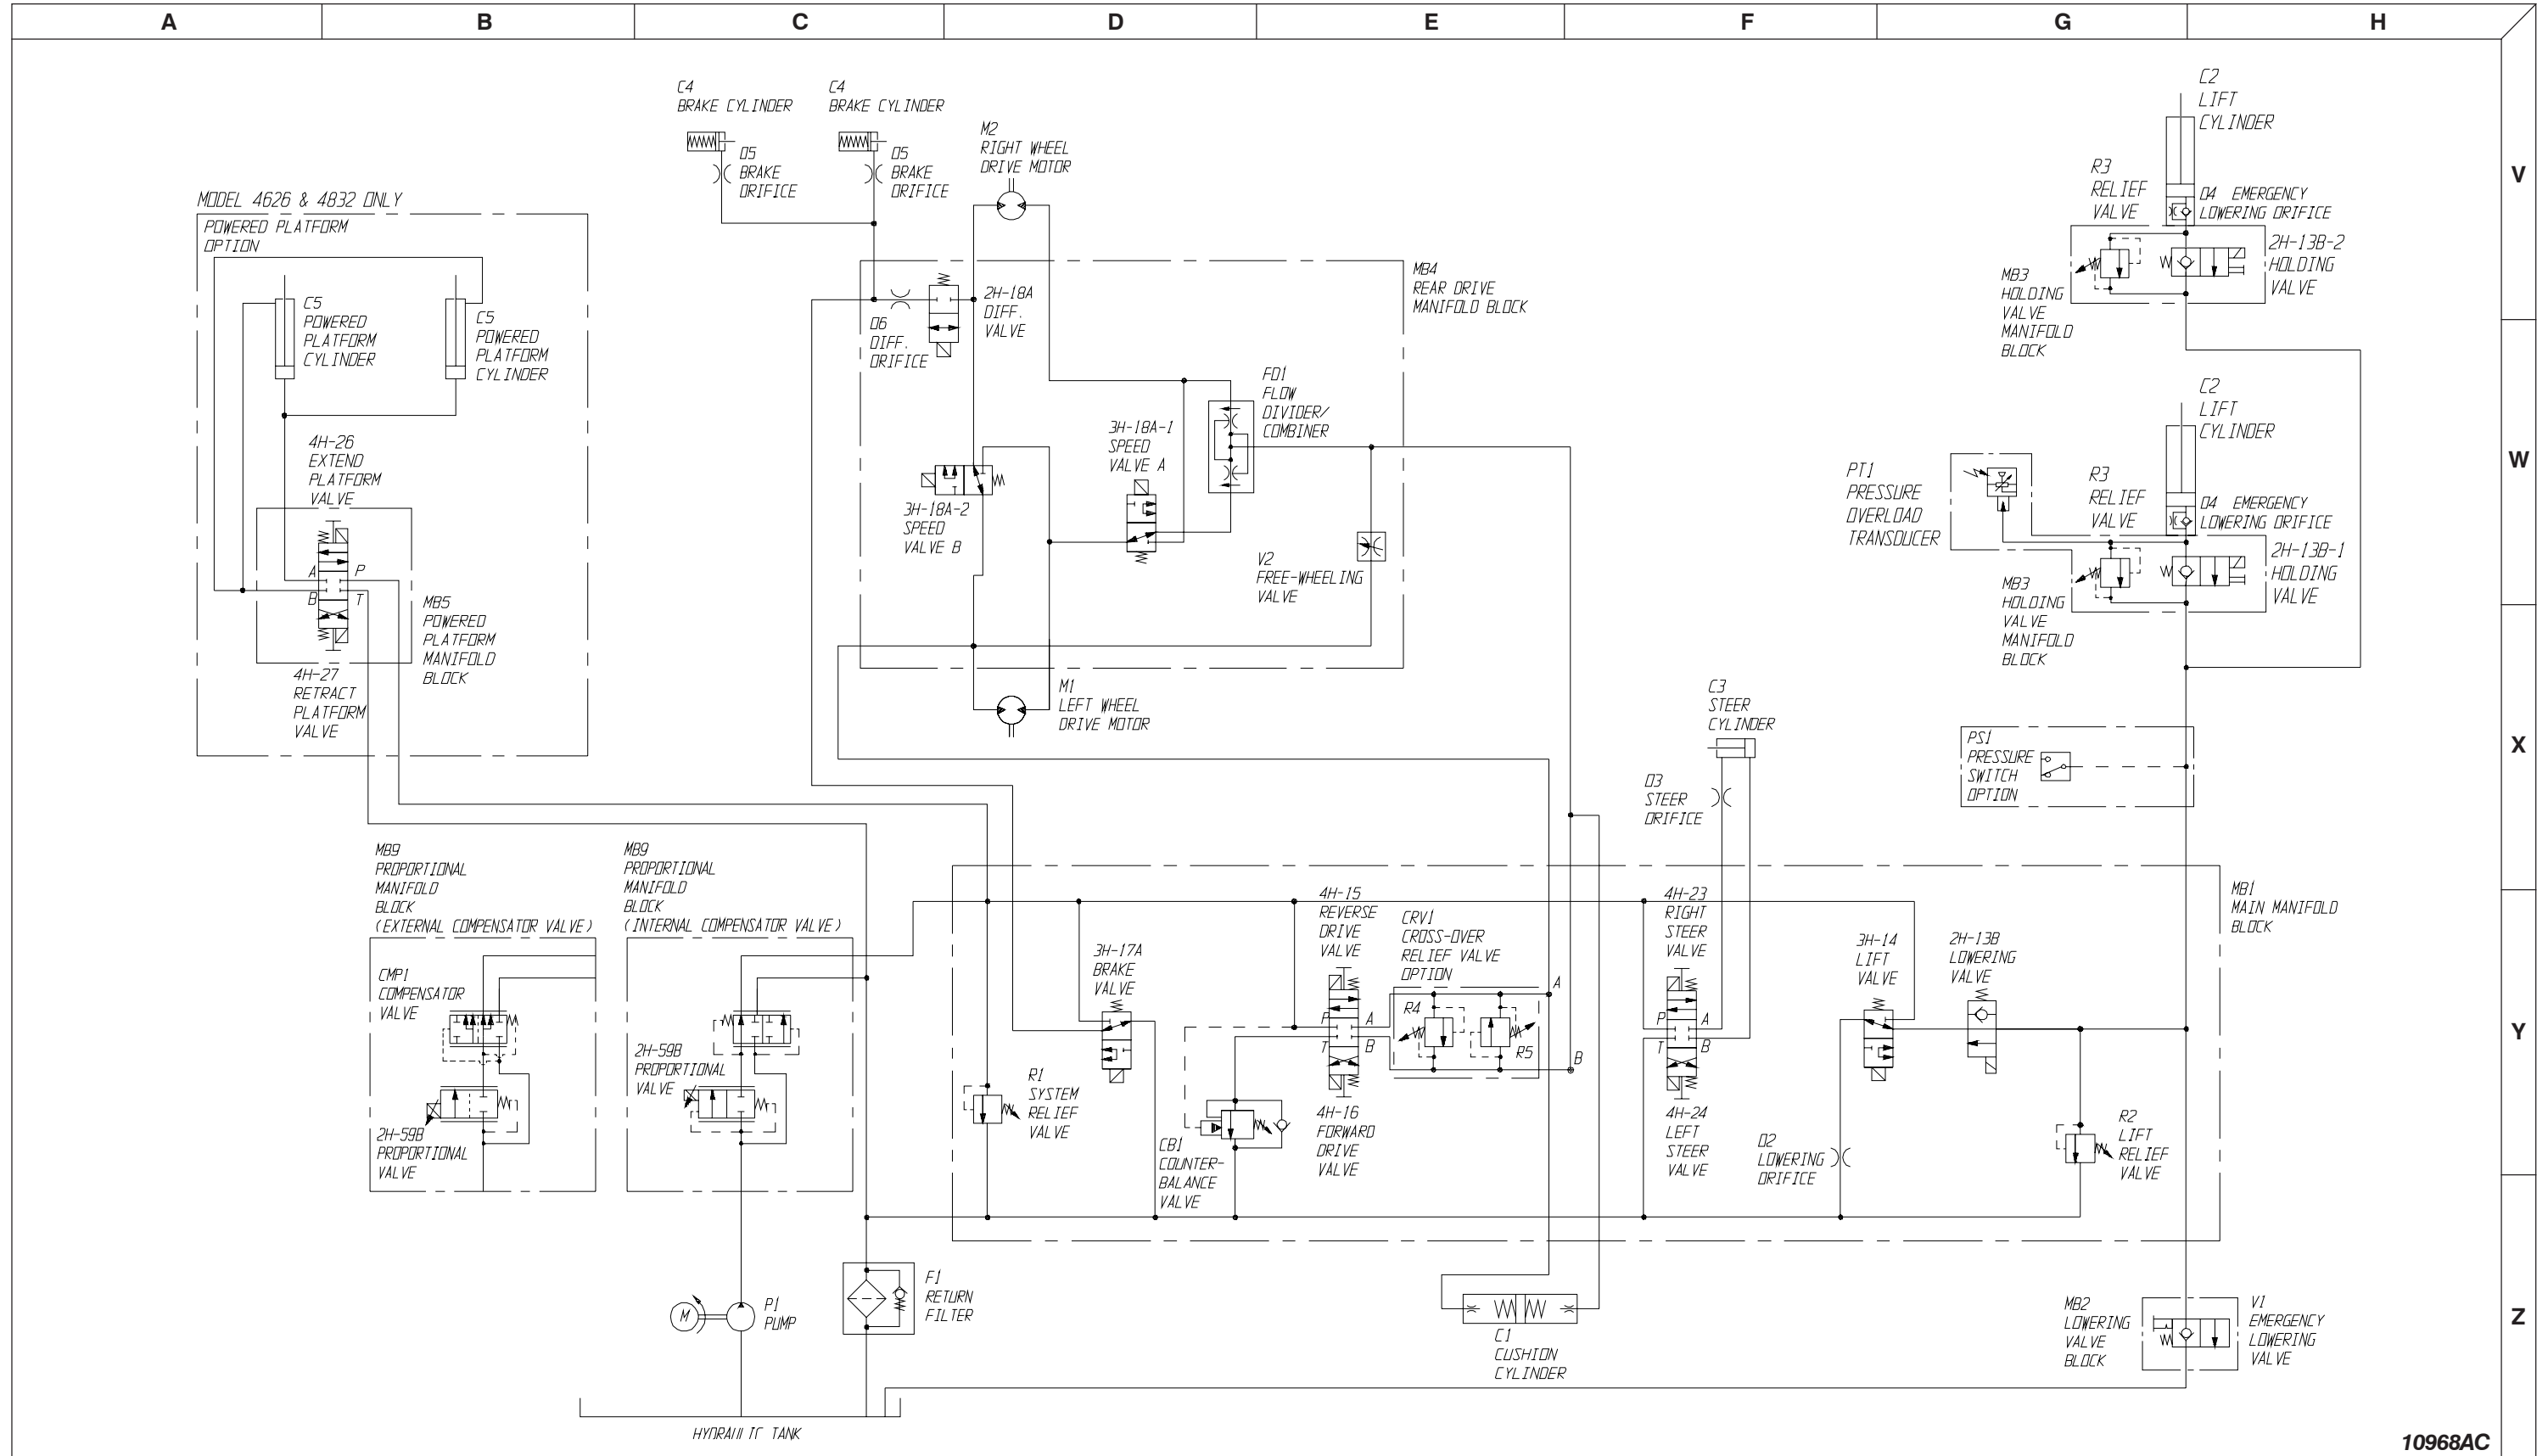 A B C D E F G H
V
W
X
Y
Z
C4
BRAKE CYLINDER
C4
BRAKE CYLINDER
O5
BRAKE
ORIFICE
O5
BRAKE
ORIFICE
M2
RIGHT WHEEL
DRIVE MOTOR
C2
LIFT
CYLINDER
R3
RELIEF
VALVE
O4 EMERGENCY
LOWERING ORIFICE
2H-13B-2
HOLDING
VALVE
MB3
HOLDING
VALVE
MANIFOLD
BLOCK
MODEL 4626 & 4832 ONLY
POWERED PLATFORM
OPTION
C5
POWERED
PLATFORM
CYLINDER
C5
POWERED
PLATFORM
CYLINDER
4H-26
EXTEND
PLATFORM
VALVE
A
P
B
T
MB5
POWERED
PLATFORM
MANIFOLD
BLOCK
4H-27
RETRACT
PLATFORM
VALVE
MB4
REAR DRIVE
MANIFOLD BLOCK
2H-18A
DIFF.
VALVE
O6
DIFF.
ORIFICE
FD1
FLOW
DIVIDER/
COMBINER
3H-18A-1
SPEED
VALVE A
3H-18A-2
SPEED
VALVE B
V2
FREE-WHEELING
VALVE
M1
LEFT WHEEL
DRIVE MOTOR
C2
LIFT
CYLINDER
PT1
PRESSURE
OVERLOAD
TRANSDUCER
R3
RELIEF
VALVE
O4 EMERGENCY
LOWERING ORIFICE
2H-13B-1
HOLDING
VALVE
MB3
HOLDING
VALVE
MANIFOLD
BLOCK
C3
STEER
CYLINDER
O3
STEER
ORIFICE
PS1
PRESSURE
SWITCH
OPTION
MB9
PROPORTIONAL
MANIFOLD
BLOCK
(EXTERNAL COMPENSATOR VALVE)
CMP1
COMPENSATOR
VALVE
2H-59B
PROPORTIONAL
VALVE
MB9
PROPORTIONAL
MANIFOLD
BLOCK
(INTERNAL COMPENSATOR VALVE)
2H-59B
PROPORTIONAL
VALVE
3H-17A
BRAKE
VALVE
R1
SYSTEM
RELIEF
VALVE
CB1
COUNTER-
BALANCE
VALVE
4H-15
REVERSE
DRIVE
VALVE
P
A
T
B
4H-16
FORWARD
DRIVE
VALVE
CRV1
CROSS-OVER
RELIEF VALVE
OPTION
R4
R5
A
B
4H-23
RIGHT
STEER
VALVE
P
A
T
B
4H-24
LEFT
STEER
VALVE
3H-14
LIFT
VALVE
2H-13B
LOWERING
VALVE
O2
LOWERING
ORIFICE
R2
LIFT
RELIEF
VALVE
MB1
MAIN MANIFOLD
BLOCK
M
P1
PUMP
F1
RETURN
FILTER
C1
CUSHION
CYLINDER
MB2
LOWERING
VALVE
BLOCK
V1
EMERGENCY
LOWERING
VALVE
HYDRAULIC TANK
10968AC